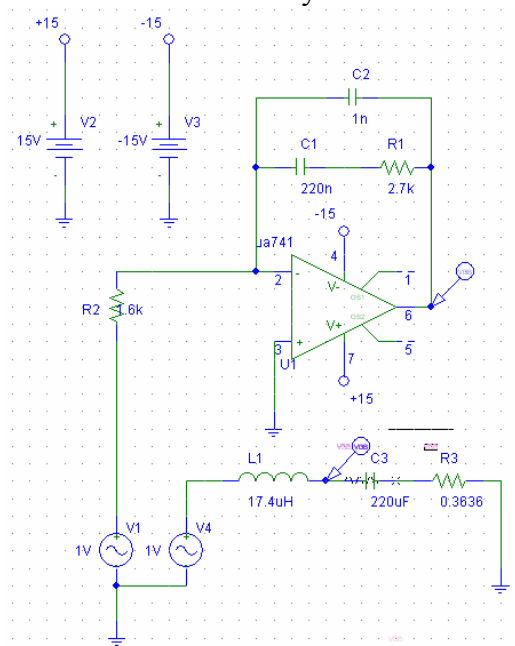 +15
-15
V2
15V
+
-
V3
-15V
+
-
C2
1n
C1
220n
R1
2.7k
-15
ua741
4
V-
OS1
1
2
-
6
OS2
V+
5
3
+
U1
7
+15
R2
1.6k
L1
17.4uH
C3
220uF
R3
0.3636
V1
1V
+
V4
1V
+